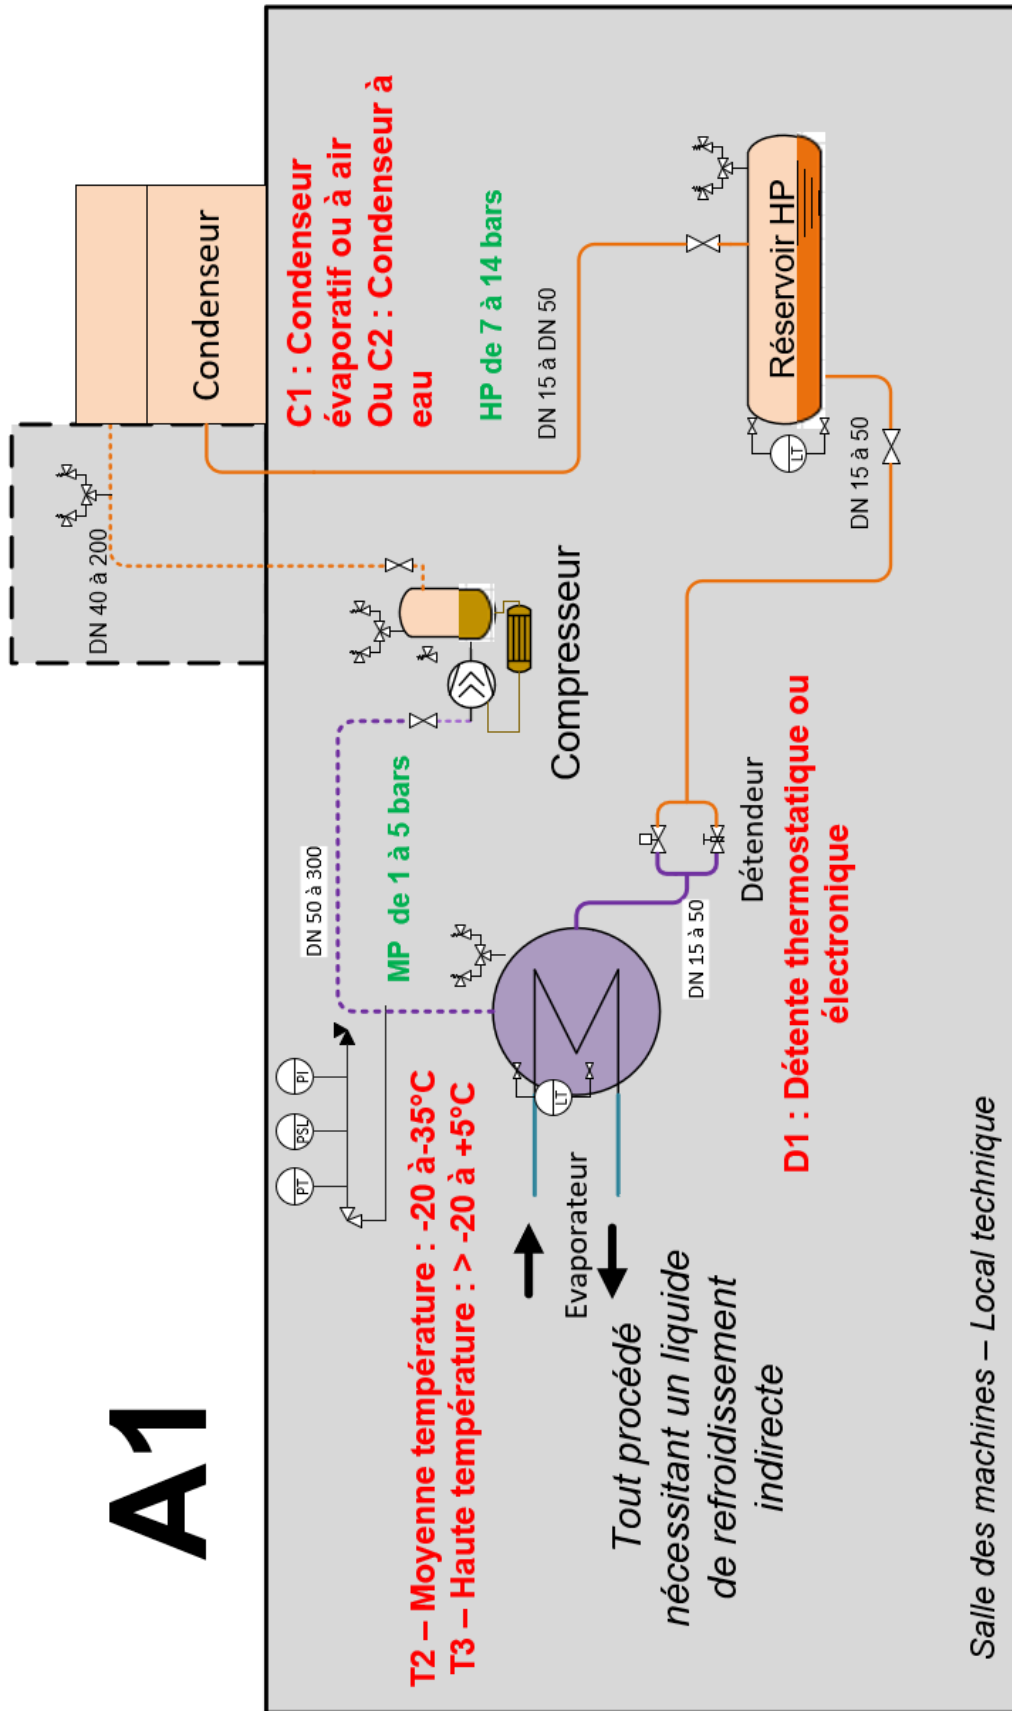 A1
Condenseur
DN 40 à 200
C1 : Condenseur
évaporatif ou à air
Ou C2 : Condenseur à
eau
HP de 7 à 14 bars
DN 15 à DN 50
DN 50 à 300
MP  de 1 à 5 bars
PT
PSL
PI
T2 – Moyenne température : -20 à-35°C
T3 – Haute température : > -20 à +5°C
Compresseur
Réservoir HP
LT
DN 15 à 50
LT
Evaporateur
DN 15 à 50
Détendeur
D1 : Détente thermostatique ou
électronique
Tout procédé
nécessitant un liquide
de refroidissement
indirecte
Salle des machines – Local technique